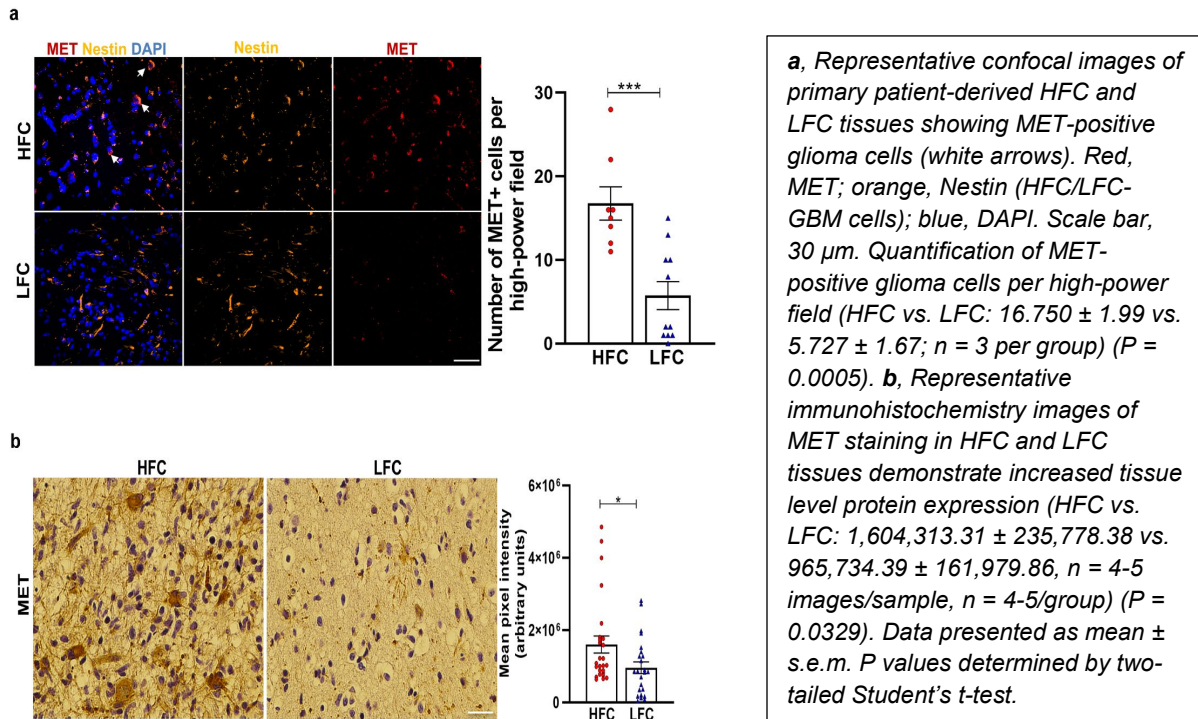 a
MET Nestin DAPI
Nestin
MET
HFC
LFC
Number of MET+ cells per
high-power field
30
20
10
0
***
HFC
LFC
a, Representative confocal images of
primary patient-derived HFC and
LFC tissues showing MET-positive
glioma cells (white arrows). Red,
MET; orange, Nestin (HFC/LFC-
GBM cells); blue, DAPI. Scale bar,
30 μm. Quantification of MET-
positive glioma cells per high-power
field (HFC vs. LFC: 16.750 ± 1.99 vs.
5.727 ± 1.67; n = 3 per group) (P =
0.0005). b, Representative
immunohistochemistry images of
MET staining in HFC and LFC
tissues demonstrate increased tissue
level protein expression (HFC vs.
LFC: 1,604,313.31 ± 235,778.38 vs.
965,734.39 ± 161,979.86, n = 4-5
images/sample, n = 4-5/group) (P =
0.0329). Data presented as mean ±
s.e.m. P values determined by two-
tailed Student’s t-test.
b
HFC
LFC
MET
Mean pixel intensity
(arbitrary units)
6×10⁶
4×10⁶
2×10⁶
0
*
HFC
LFC